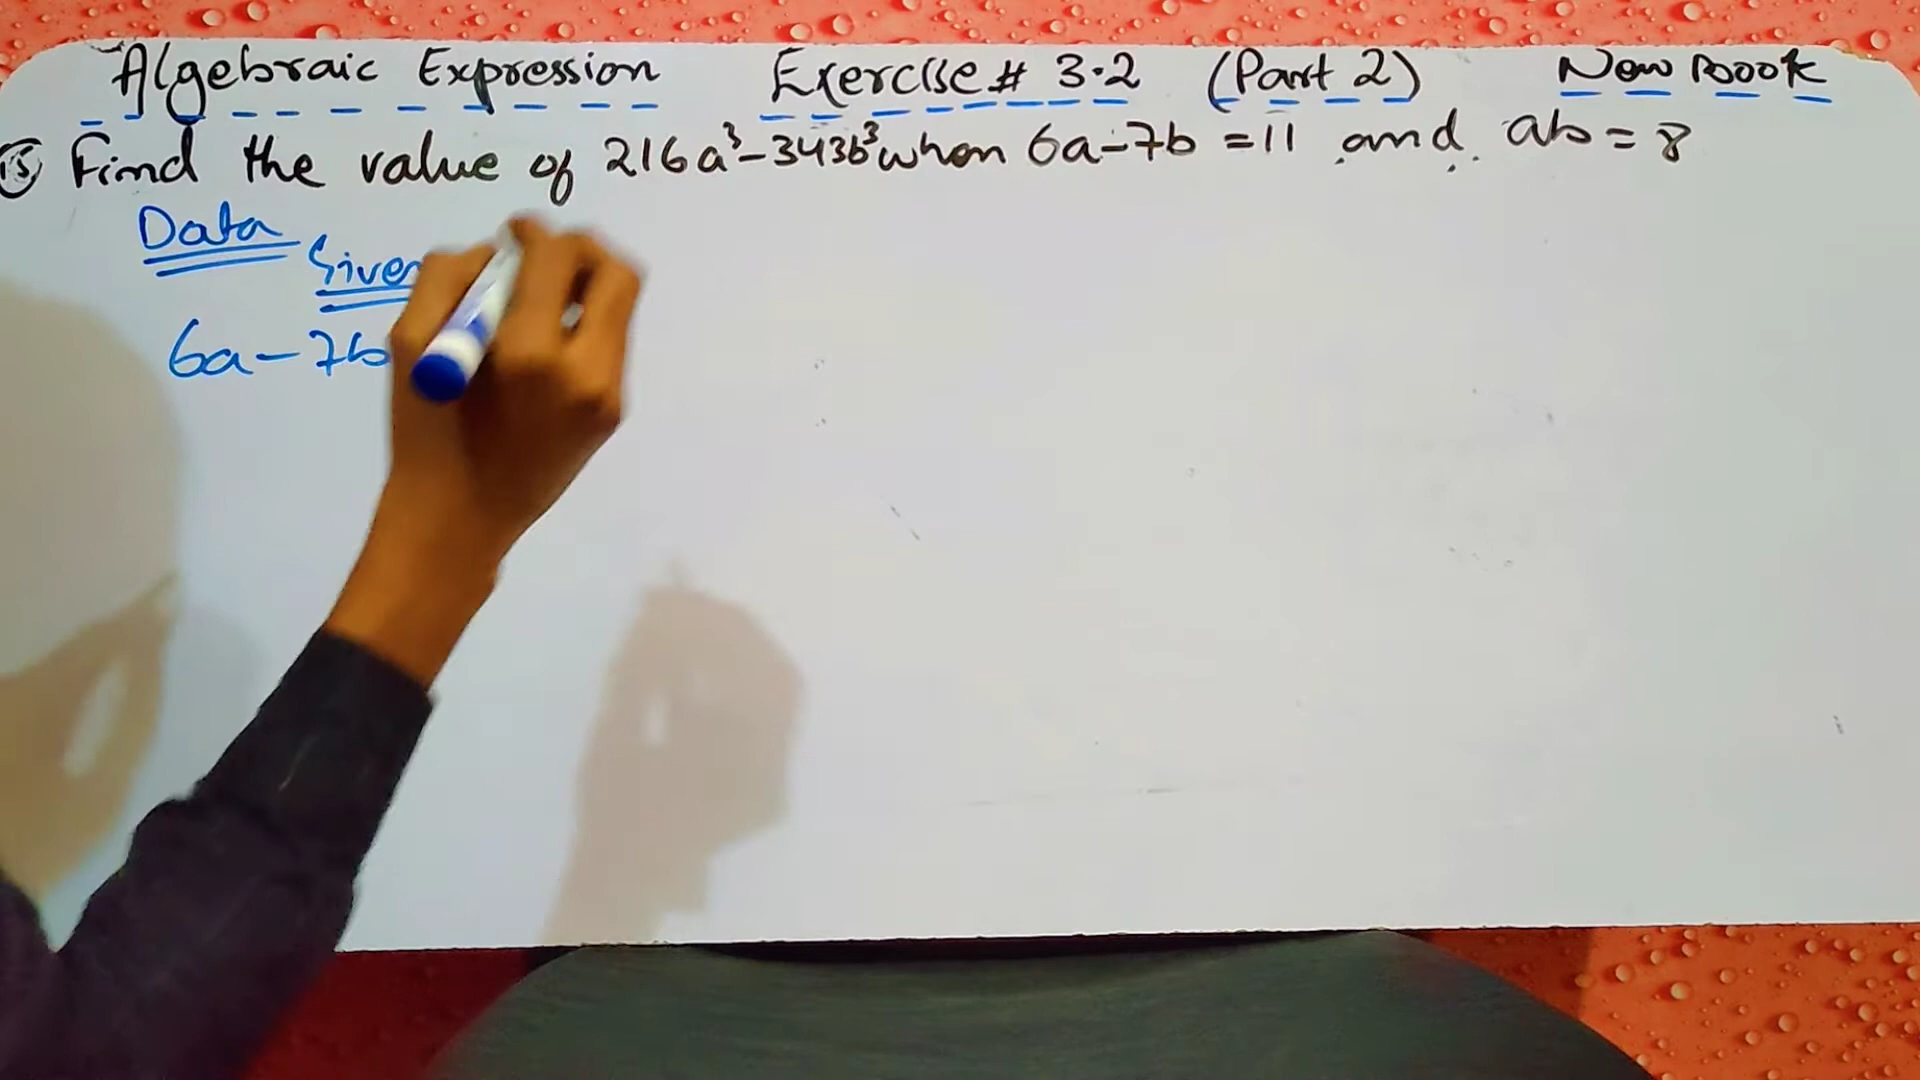 Algebraic Expression Exercise # 3.2 (Part 2) New Book
15 Find the value of 216a³-343b³ when 6a-7b = 11 and ab = 8
Data
Given
6a-7b